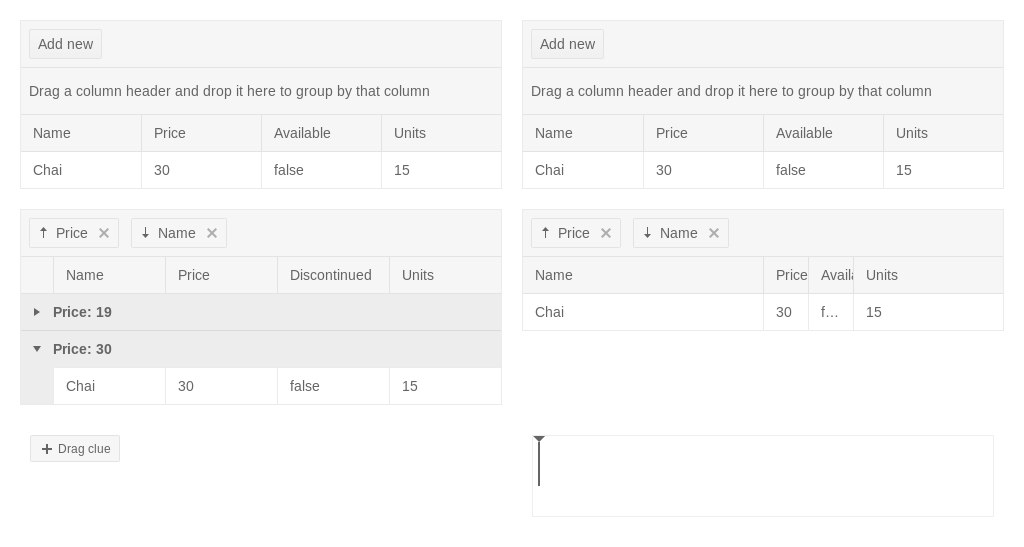 Add new
Drag a column header and drop it here to group by that column
Name Price Available Units
Chai 30 false 15
Add new
Drag a column header and drop it here to group by that column
Name Price Available Units
Chai 30 false 15
Price Name
Name Price Discontinued Units
Price: 19
Price: 30
Chai 30 false 15
Price Name
Name Price Availa Units
Chai 30 f... 15
Drag clue